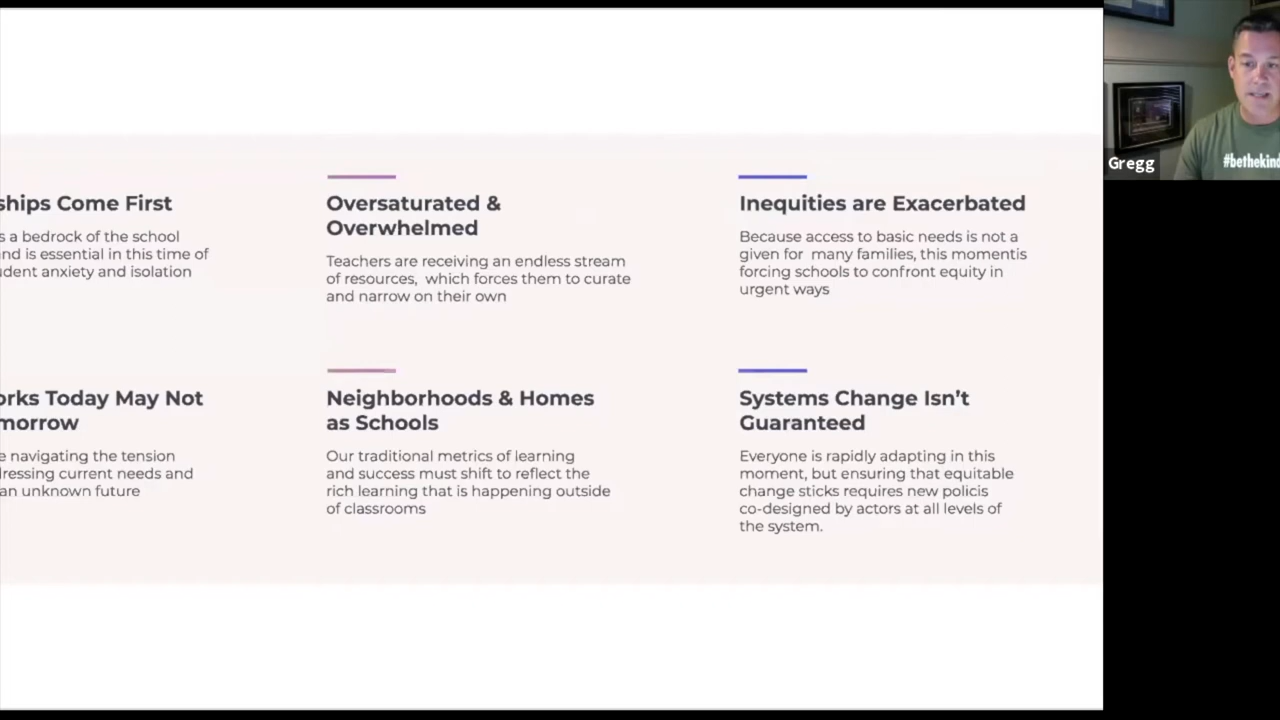 ships Come First
s a bedrock of the school
nd is essential in this time of
udent anxiety and isolation
Oversaturated &
Overwhelmed
Teachers are receiving an endless stream
of resources,  which forces them to curate
and narrow on their own
Inequities are Exacerbated
Because access to basic needs is not a
given for  many families, this momentis
forcing schools to confront equity in
urgent ways
orks Today May Not
morrow
e navigating the tension
dressing current needs and
an unknown future
Neighborhoods & Homes
as Schools
Our traditional metrics of learning
and success must shift to reflect the
rich learning that is happening outside
of classrooms
Systems Change Isn’t
Guaranteed
Everyone is rapidly adapting in this
moment, but ensuring that equitable
change sticks requires new policis
co-designed by actors at all levels of
the system.
Gregg
#bethekind